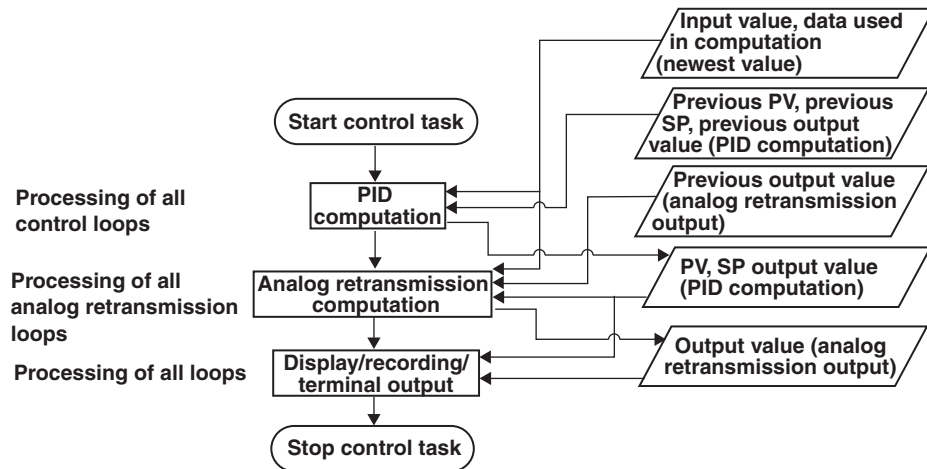 Input value, data used
in computation
(newest value)
Start control task
Previous PV, previous
SP, previous output
value (PID computation)
Processing of all
control loops
PID
computation
Previous output value
(analog retransmission
output)
Processing of all
analog retransmission
loops
Analog retransmission
computation
PV, SP output value
(PID computation)
Processing of all loops
Display/recording/
terminal output
Output value (analog
retransmission output)
Stop control task